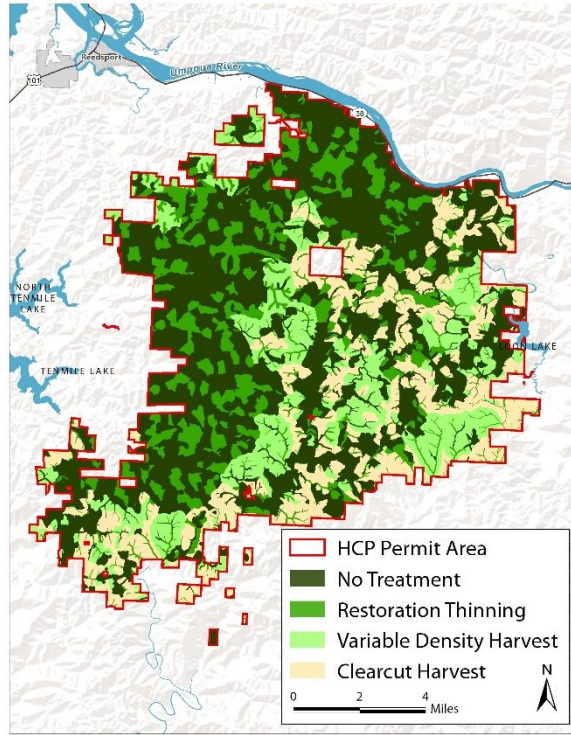 Reedsport
Umpqua River
101
38
NORTH
TENMILE
LAKE
TENMILE LAKE
LOON LAKE
HCP Permit Area
No Treatment
Restoration Thinning
Variable Density Harvest
Clearcut Harvest
N
0 2 4
Miles